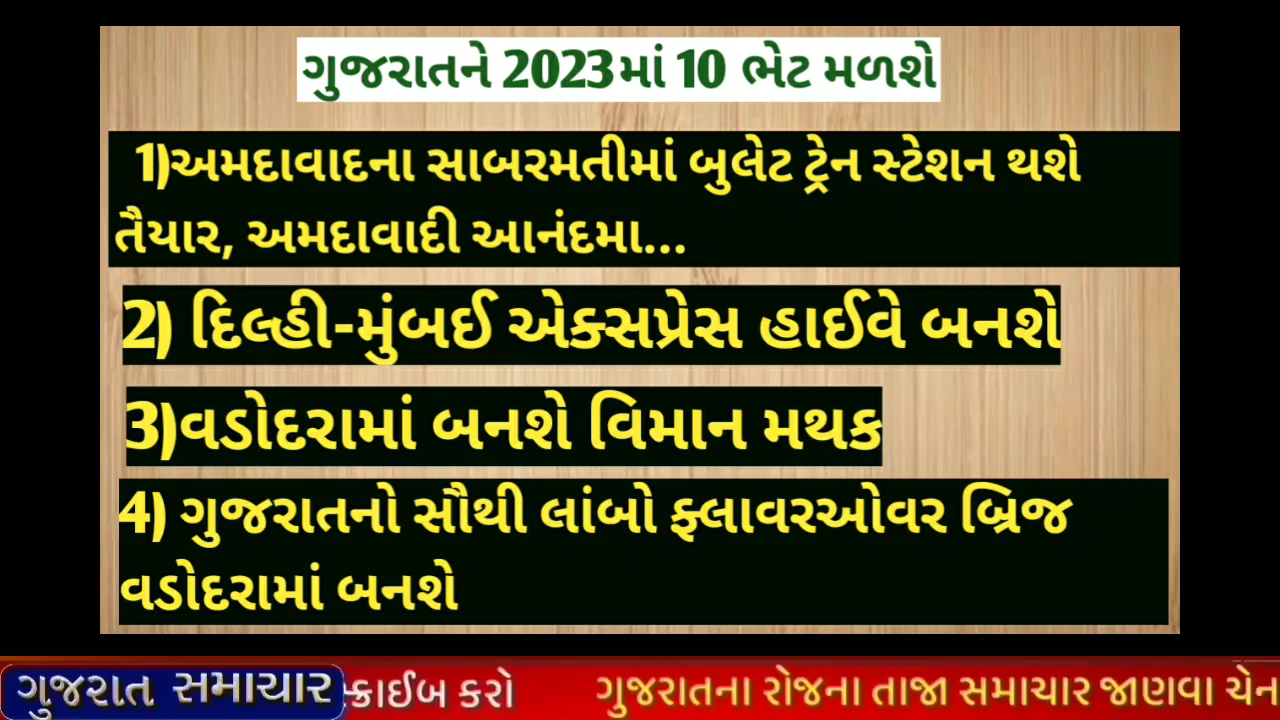 ગુજરાતને 2023માં 10 ભેટ મળશે
1)અમદાવાદના સાબરમતીમાં બુલેટ ટ્રેન સ્ટેશન થશે
તૈયાર, અમદાવાદી આનંદમા...
2) દિલ્હી-મુંબઈ એક્સપ્રેસ હાઈવે બનશે
3)વડોદરામાં બનશે વિમાન મથક
4) ગુજરાતનો સૌથી લાંબો ફ્લાવરઓવર બ્રિજ
વડોદરામાં બનશે
ગુજરાત સમાચાર
સ્ક્રાઈબ કરો ગુજરાતના રોજના તાજા સમાચાર જાણવા ચેન